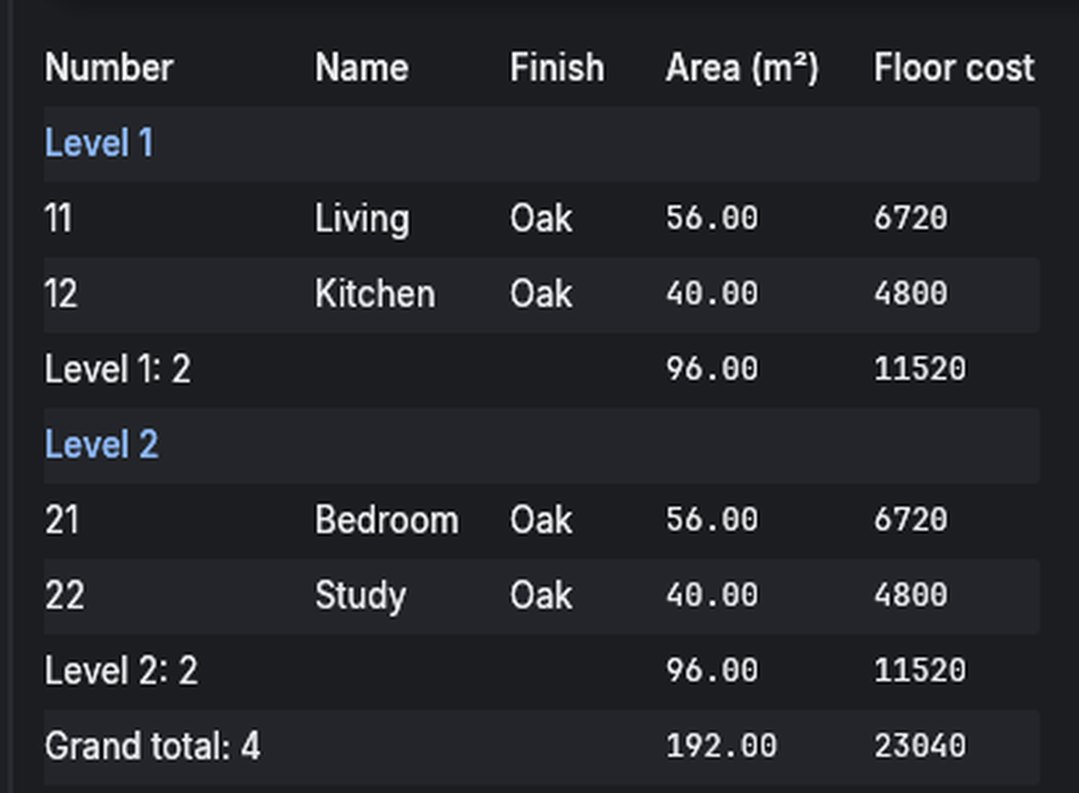 Number Name Finish Area (m²) Floor cost
Level 1
11 Living Oak 56.00 6720
12 Kitchen Oak 40.00 4800
Level 1: 2 96.00 11520
Level 2
21 Bedroom Oak 56.00 6720
22 Study Oak 40.00 4800
Level 2: 2 96.00 11520
Grand total: 4 192.00 23040